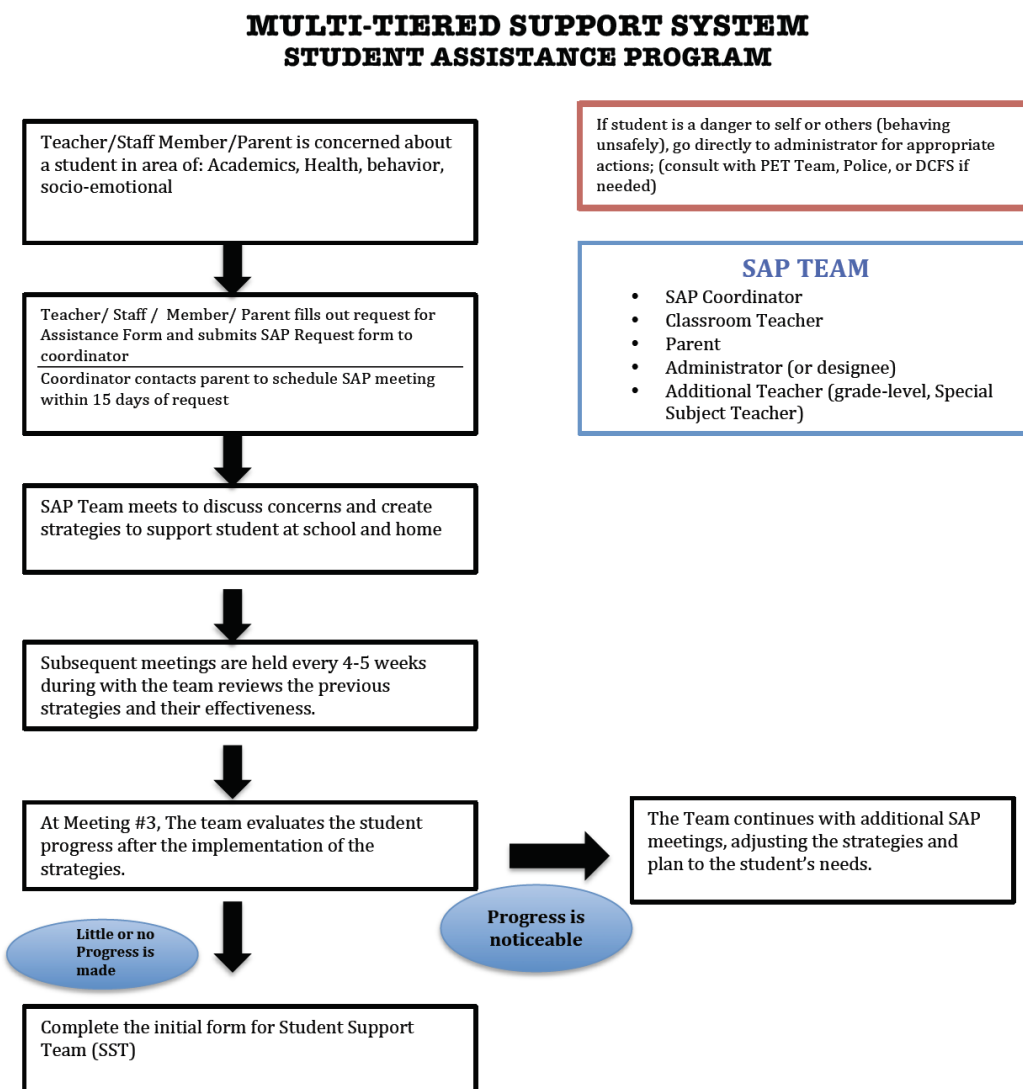 MULTI-TIERED SUPPORT SYSTEM
STUDENT ASSISTANCE PROGRAM
Teacher/Staff Member/Parent is concerned about
a student in area of: Academics, Health, behavior,
socio-emotional
If student is a danger to self or others (behaving
unsafely), go directly to administrator for appropriate
actions; (consult with PET Team, Police, or DCFS if
needed)
SAP TEAM
• SAP Coordinator
• Classroom Teacher
• Parent
• Administrator (or designee)
• Additional Teacher (grade-level, Special
Subject Teacher)
Teacher/ Staff / Member/ Parent fills out request for
Assistance Form and submits SAP Request form to
coordinator
Coordinator contacts parent to schedule SAP meeting
within 15 days of request
SAP Team meets to discuss concerns and create
strategies to support student at school and home
Subsequent meetings are held every 4-5 weeks
during with the team reviews the previous
strategies and their effectiveness.
At Meeting #3, The team evaluates the student
progress after the implementation of the
strategies.
The Team continues with additional SAP
meetings, adjusting the strategies and
plan to the student’s needs.
Progress is
noticeable
Little or no
Progress is
made
Complete the initial form for Student Support
Team (SST)